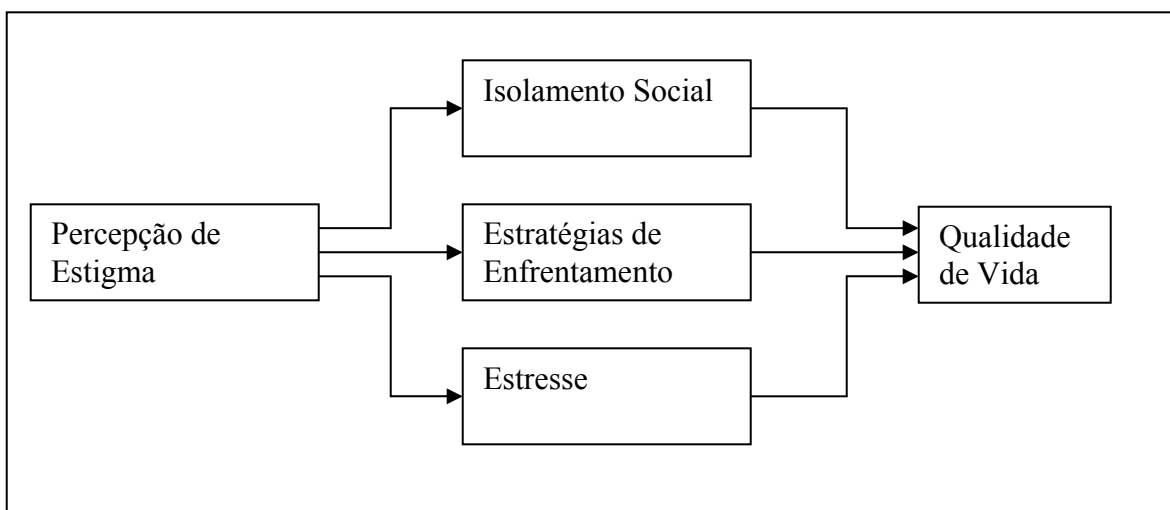 Isolamento Social
Percepção de
Estigma
Estratégias de
Enfrentamento
Qualidade
de Vida
Estresse